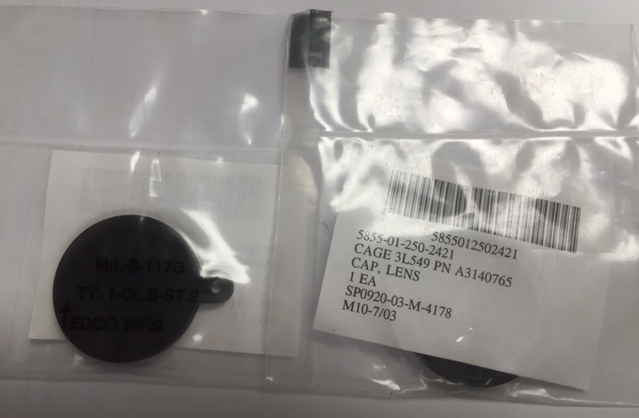 MIL-B-117G
TY. 1-CL.B-ST.2
EDCO 10/02
5855012502421
5855-01-250-2421
CAGE 3L549 PN A3140765
CAP, LENS
1 EA
SP0920-03-M-4178
M10-7/03